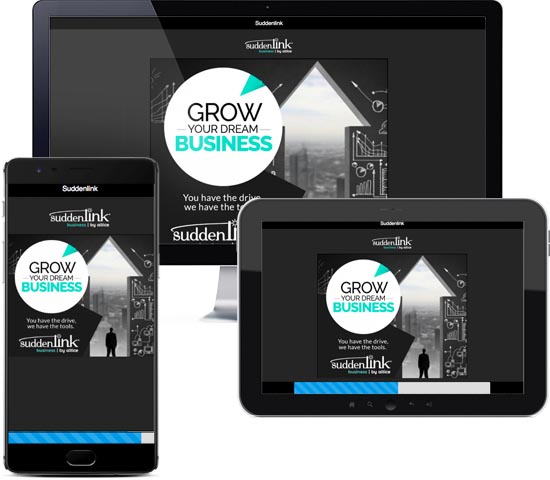 Suddenlink
suddenlink
business | by altice
GROW
YOUR DREAM
BUSINESS
You have the drive,
we have the tools.
suddenlink
Suddenlink
suddenlink
business | by altice
GROW
YOUR DREAM
BUSINESS
You have the drive,
we have the tools.
suddenlink
business | by altice
Suddenlink
suddenlink
business | by altice
GROW
YOUR DREAM
BUSINESS
You have the drive,
we have the tools.
suddenlink
business | by altice